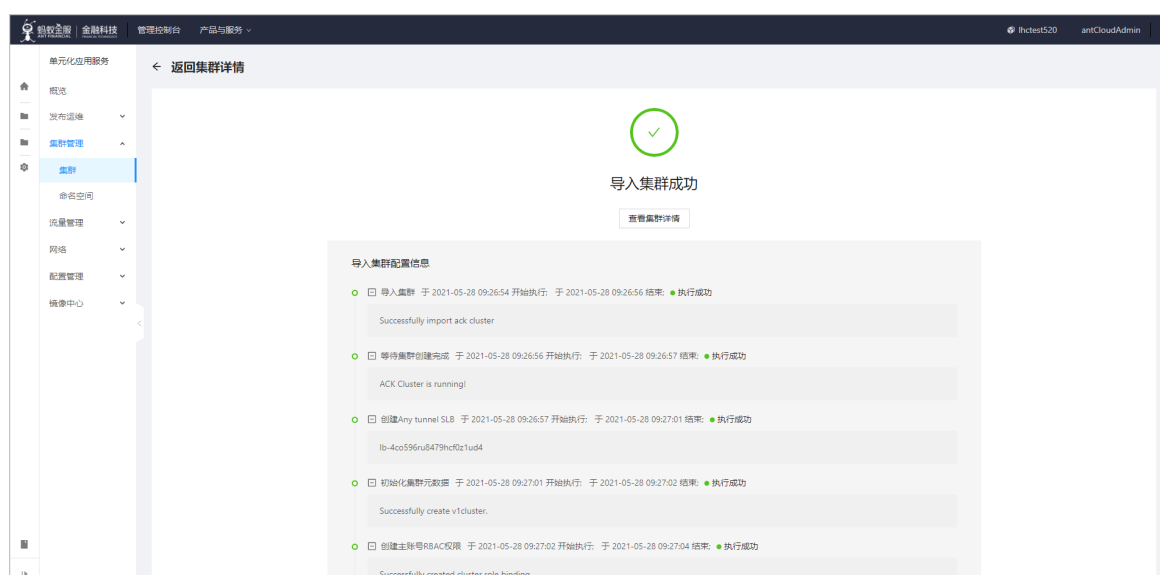 蚂蚁金服 金融科技 管理控制台 产品与服务 lhctest520 antCloudAdmin
ANT FINANCIAL
单元化应用服务
← 返回集群详情
概览
发布运维
集群管理
集群
命名空间
流量管理
网络
配置管理
镜像中心
导入集群成功
查看集群详情
导入集群配置信息
导入集群 于 2021-05-28 09:26:54 开始执行; 于 2021-05-28 09:26:56 结束; 执行成功
Successfully import ack cluster
等待集群创建完成 于 2021-05-28 09:26:56 开始执行; 于 2021-05-28 09:26:57 结束; 执行成功
ACK Cluster is running!
创建Any tunnel SLB 于 2021-05-28 09:26:57 开始执行; 于 2021-05-28 09:27:01 结束; 执行成功
lb-4co596ru8479hcf0z1ud4
初始化集群元数据 于 2021-05-28 09:27:01 开始执行; 于 2021-05-28 09:27:02 结束; 执行成功
Successfully create v1cluster.
创建主账号RBAC权限 于 2021-05-28 09:27:02 开始执行; 于 2021-05-28 09:27:04 结束; 执行成功
Successfully created cluster role binding